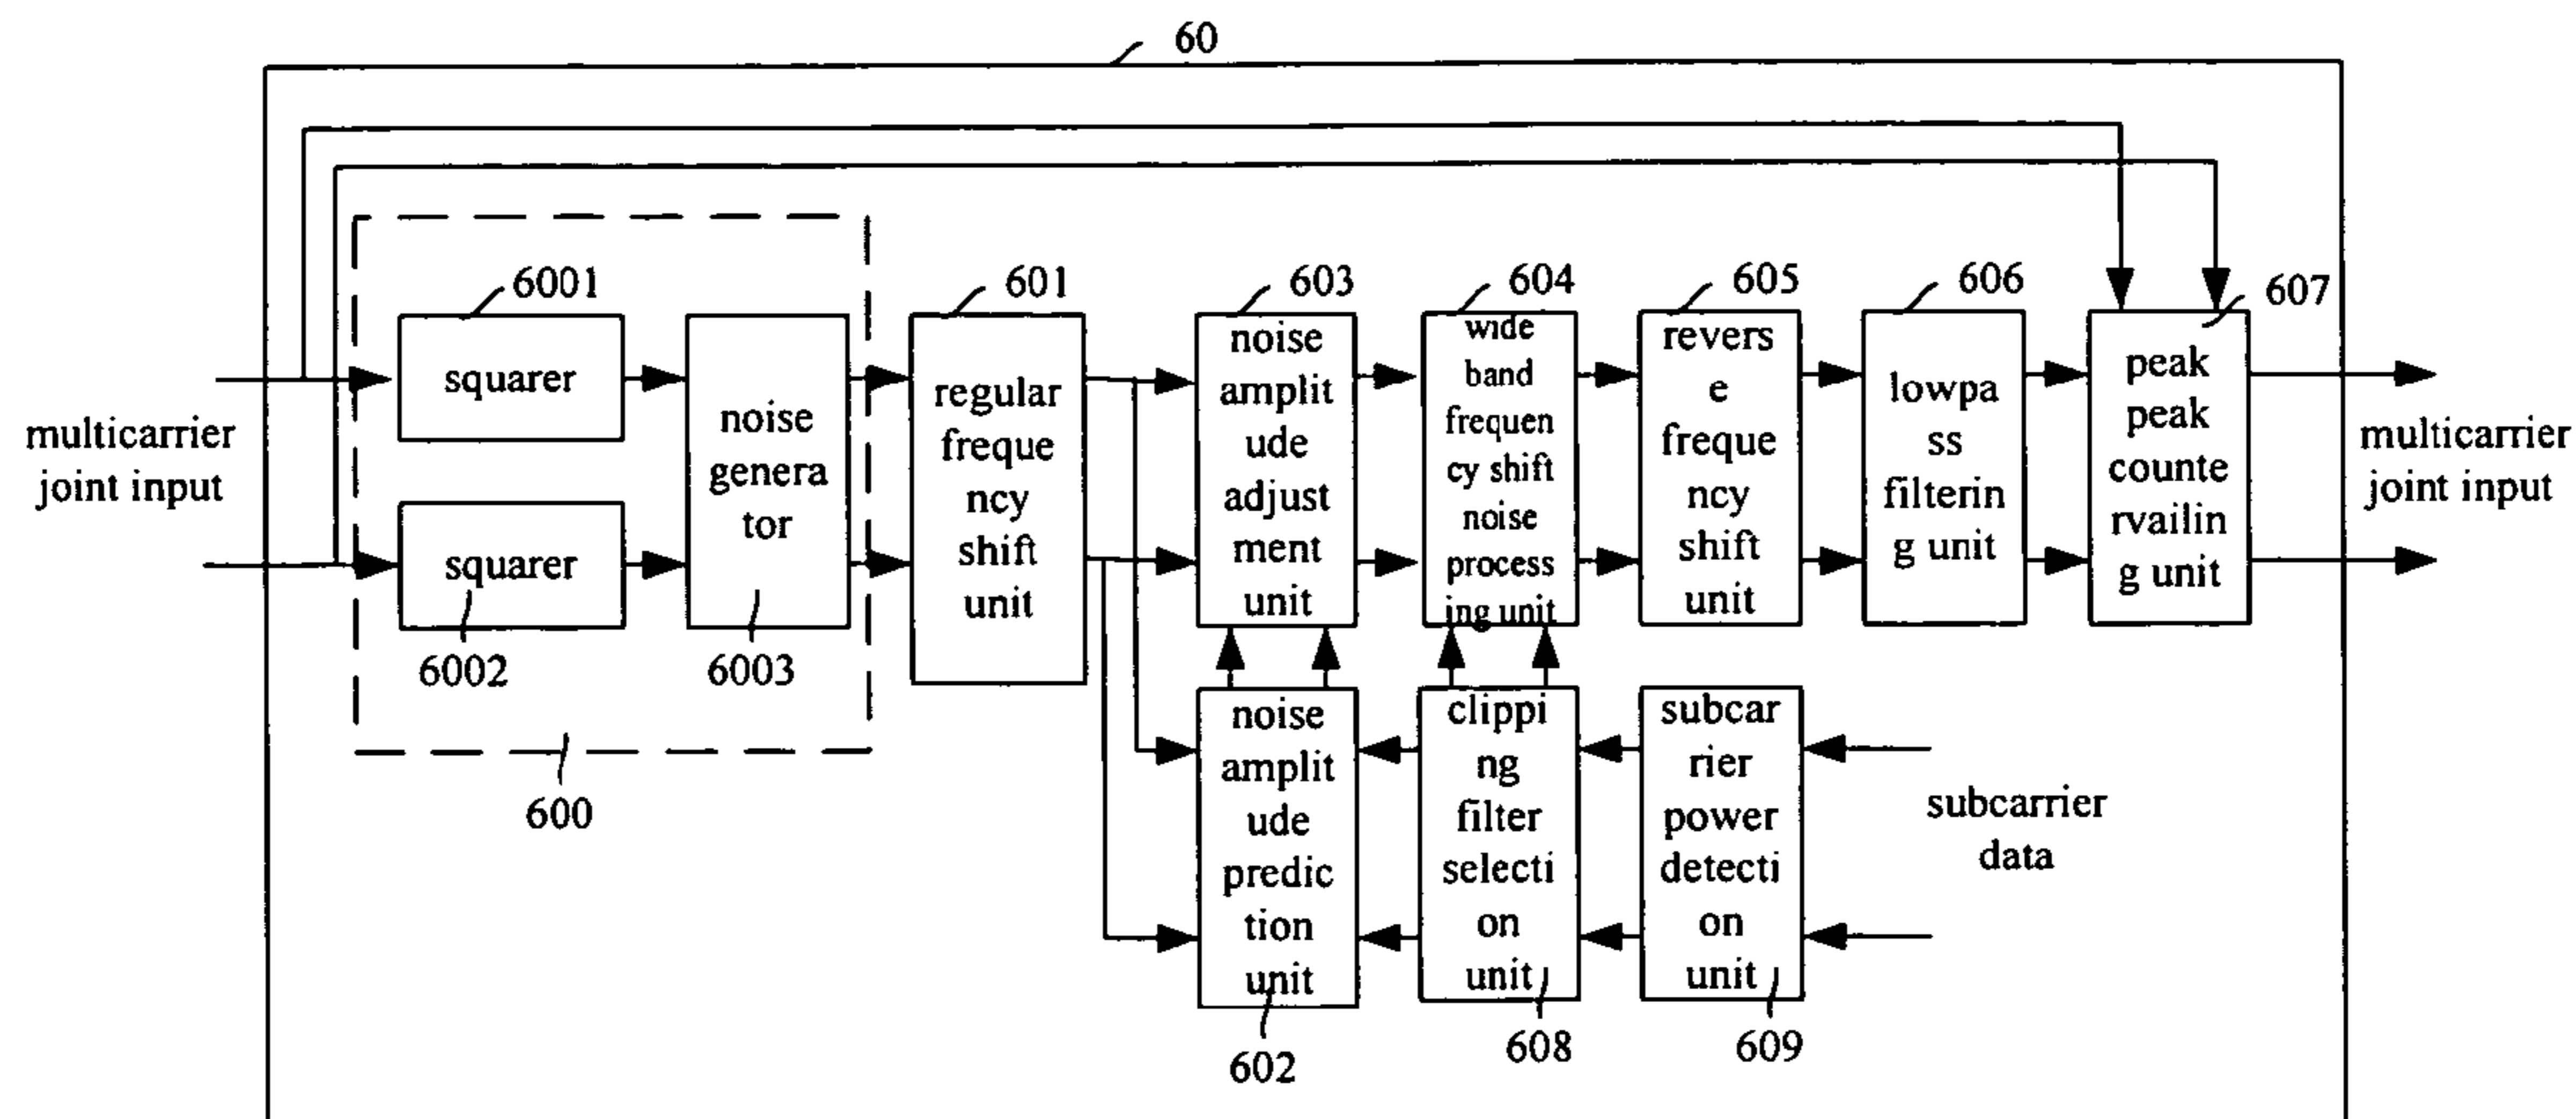 60
6001
squarer
squarer
6002
noise
genera
tor
6003
600
multicarrier
joint input
601
regular
freque
ncy
shift
unit
603
noise
amplit
ude
adjust
ment
unit
604
wide
band
frequen
cy shift
noise
process
ing unit
605
revers
e
freque
ncy
shift
unit
606
lowpa
ss
filterin
g unit
607
peak
peak
counte
rvailin
g unit
multicarrier
joint input
noise
amplit
ude
predic
tion
unit
602
clippi
ng
filter
selecti
on
unit
608
subcar
rier
power
detecti
on
unit
609
subcarrier
data